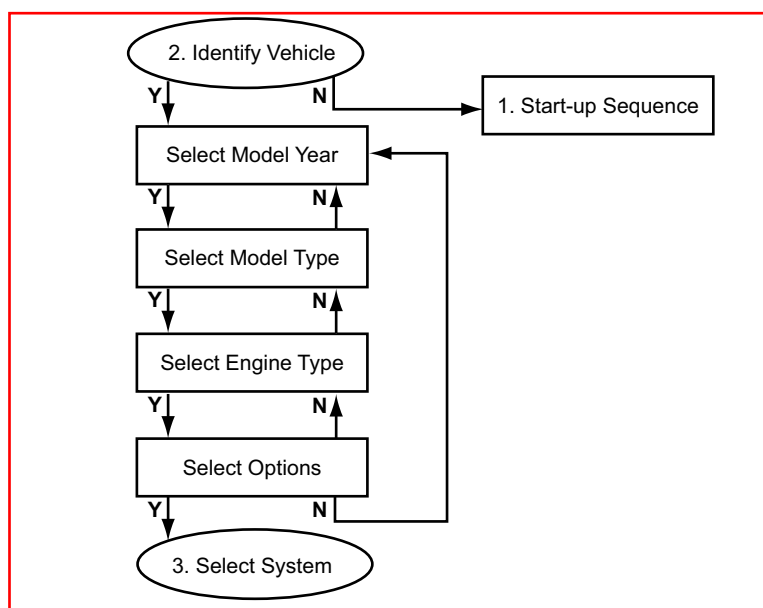 2. Identify Vehicle
Y
N
1. Start-up Sequence
Select Model Year
Y
N
Select Model Type
Y
N
Select Engine Type
Y
N
Select Options
Y
N
3. Select System